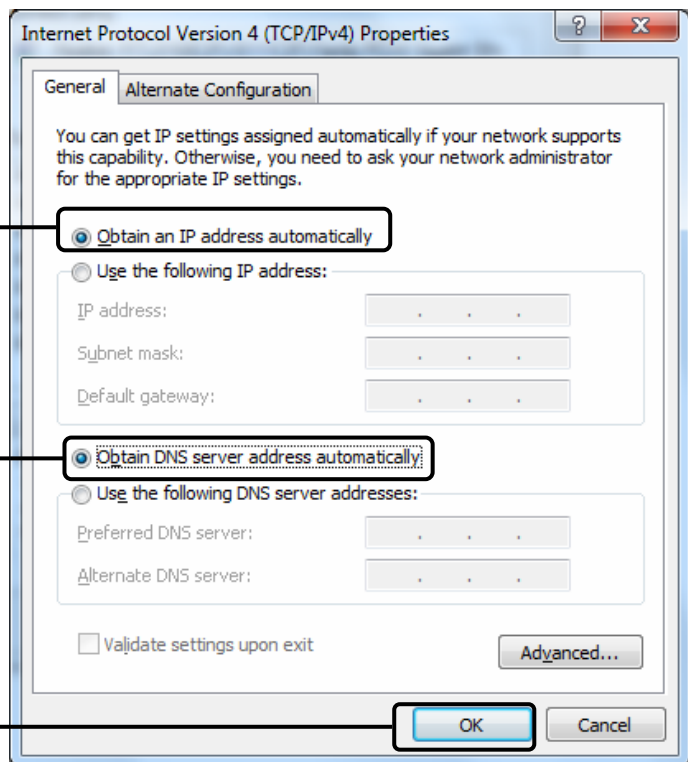 Internet Protocol Version 4 (TCP/IPv4) Properties
General
Alternate Configuration
You can get IP settings assigned automatically if your network supports
this capability. Otherwise, you need to ask your network administrator
for the appropriate IP settings.
Obtain an IP address automatically
Use the following IP address:
IP address:
Subnet mask:
Default gateway:
Obtain DNS server address automatically
Use the following DNS server addresses:
Preferred DNS server:
Alternate DNS server:
Validate settings upon exit
Advanced...
OK
Cancel